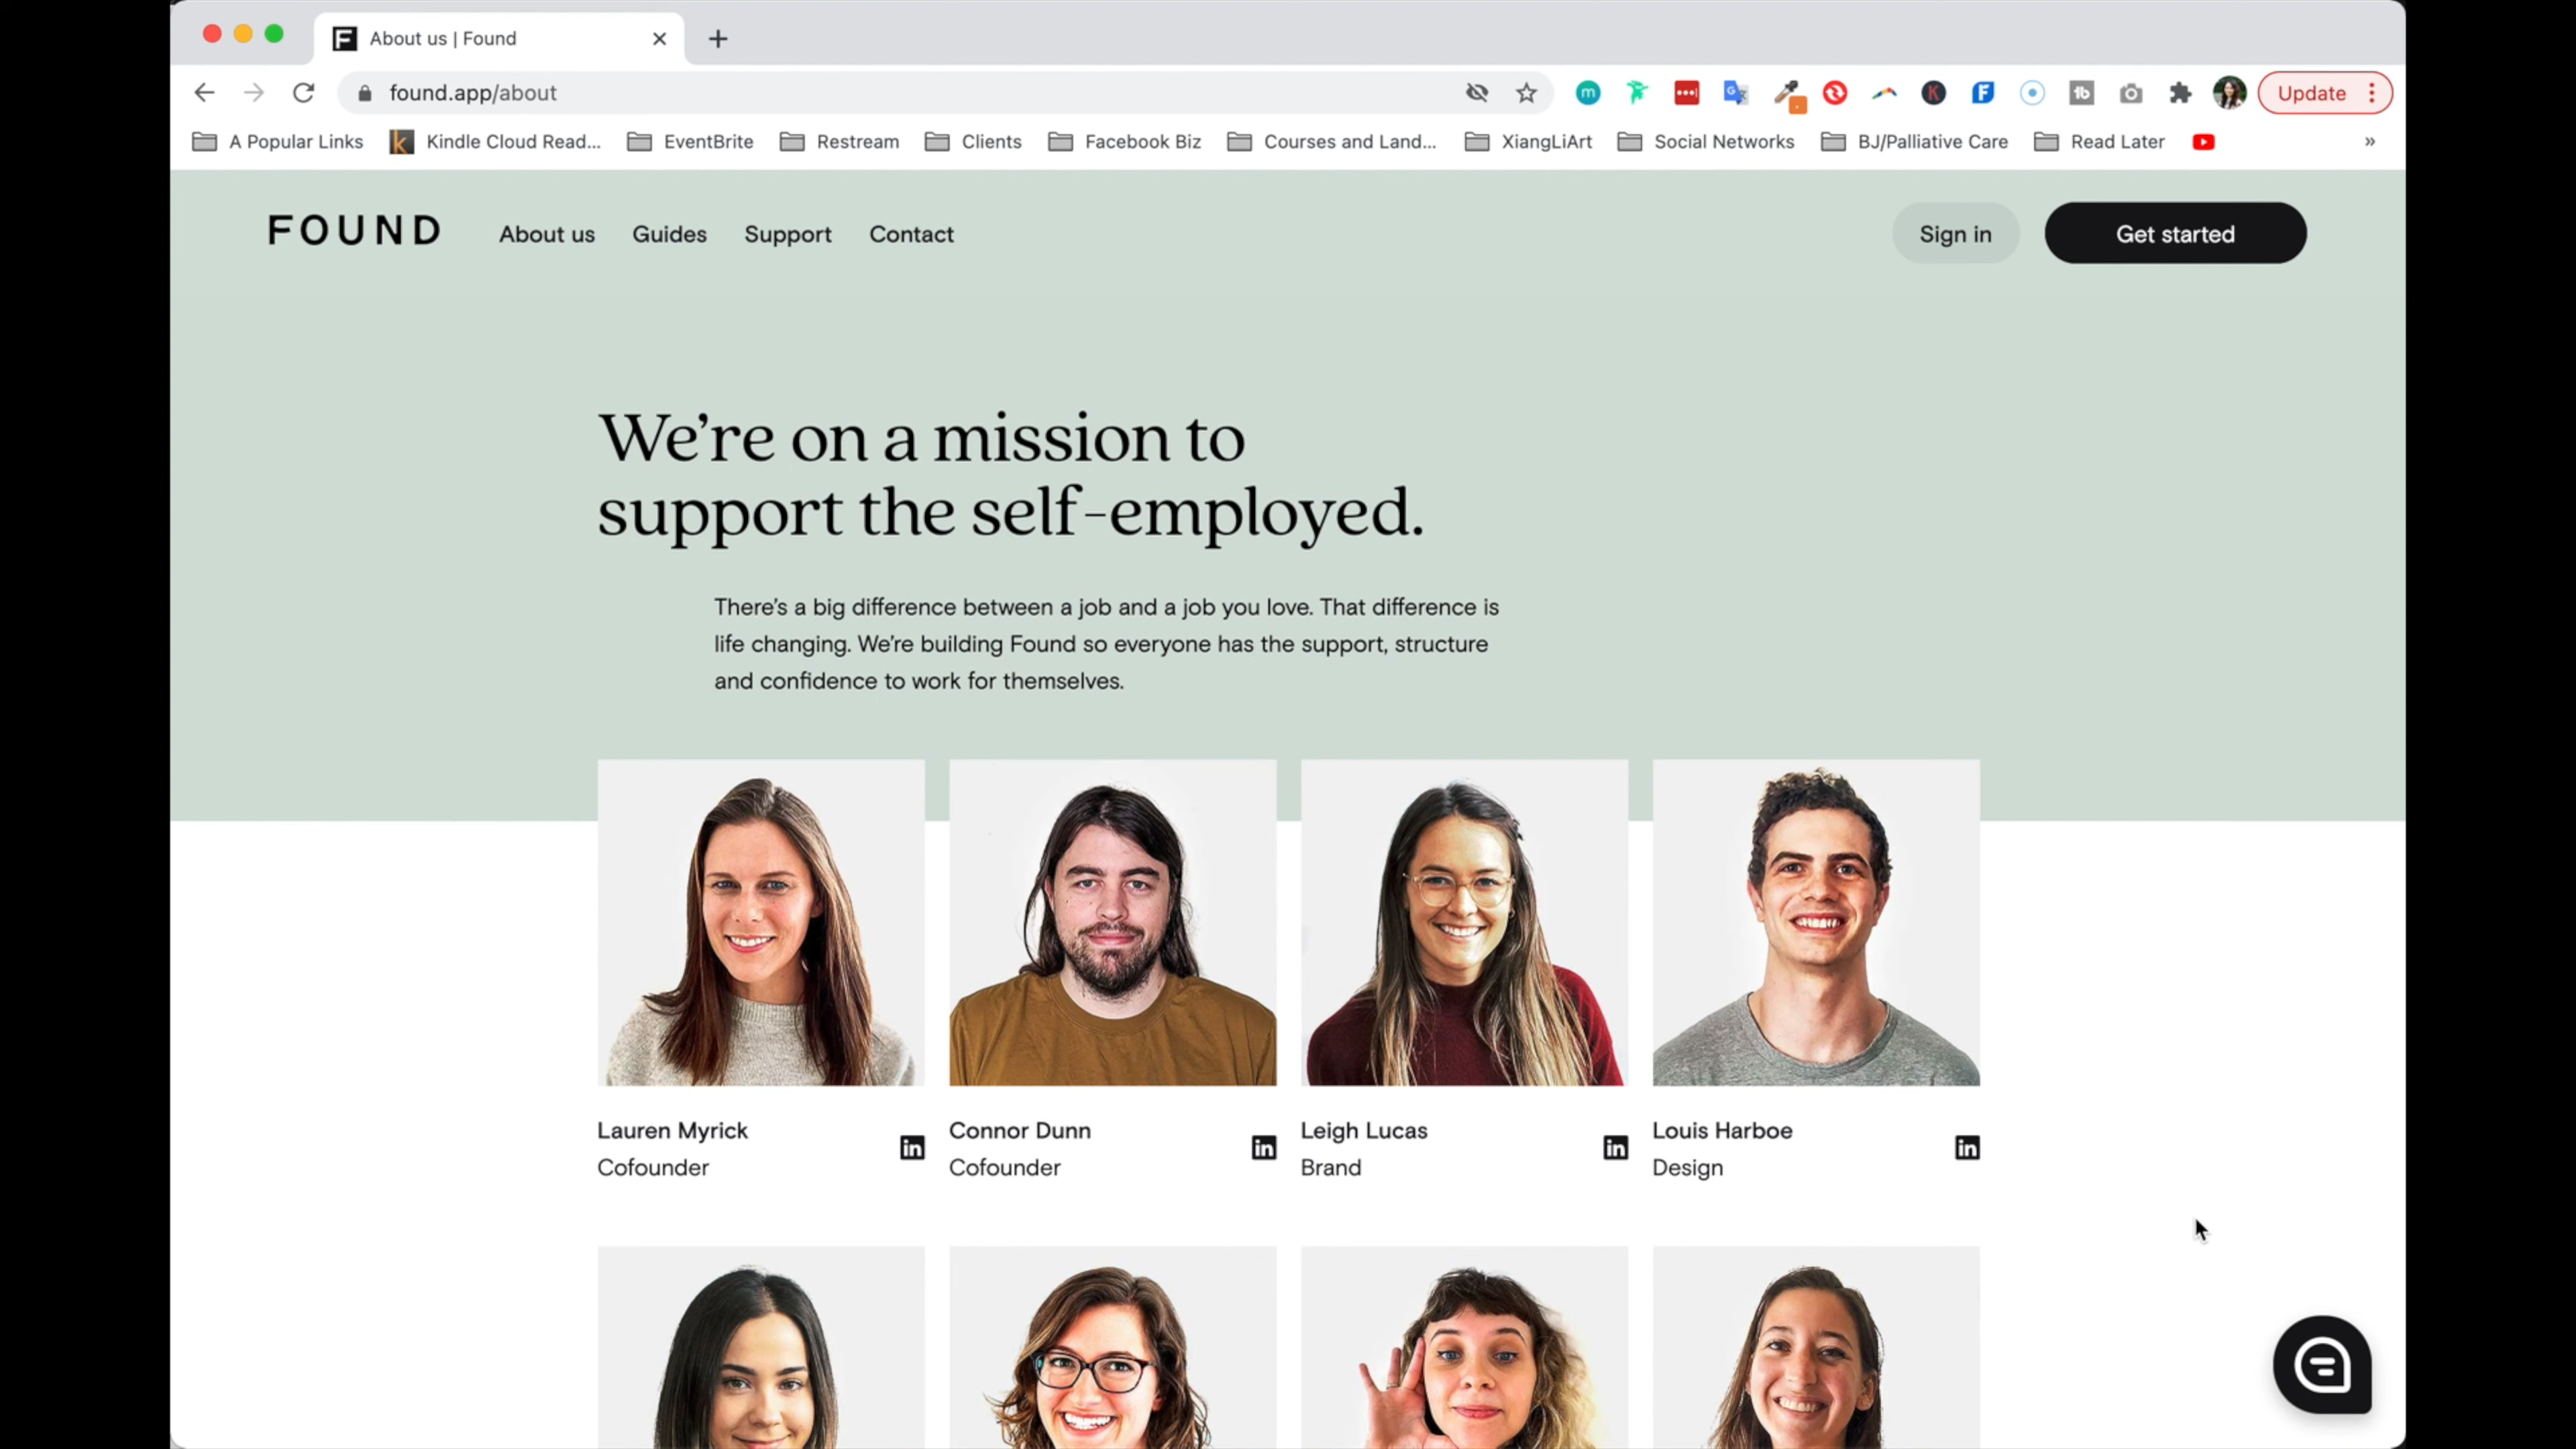 About us | Found
found.app/about
Update
A Popular Links
Kindle Cloud Read...
EventBrite
Restream
Clients
Facebook Biz
Courses and Land...
XiangLiArt
Social Networks
BJ/Palliative Care
Read Later
»
FOUND
About us
Guides
Support
Contact
Sign in
Get started
We’re on a mission to
support the self-employed.
There’s a big difference between a job and a job you love. That difference is
life changing. We’re building Found so everyone has the support, structure
and confidence to work for themselves.
Lauren Myrick
Cofounder
in
Connor Dunn
Cofounder
in
Leigh Lucas
Brand
in
Louis Harboe
Design
in